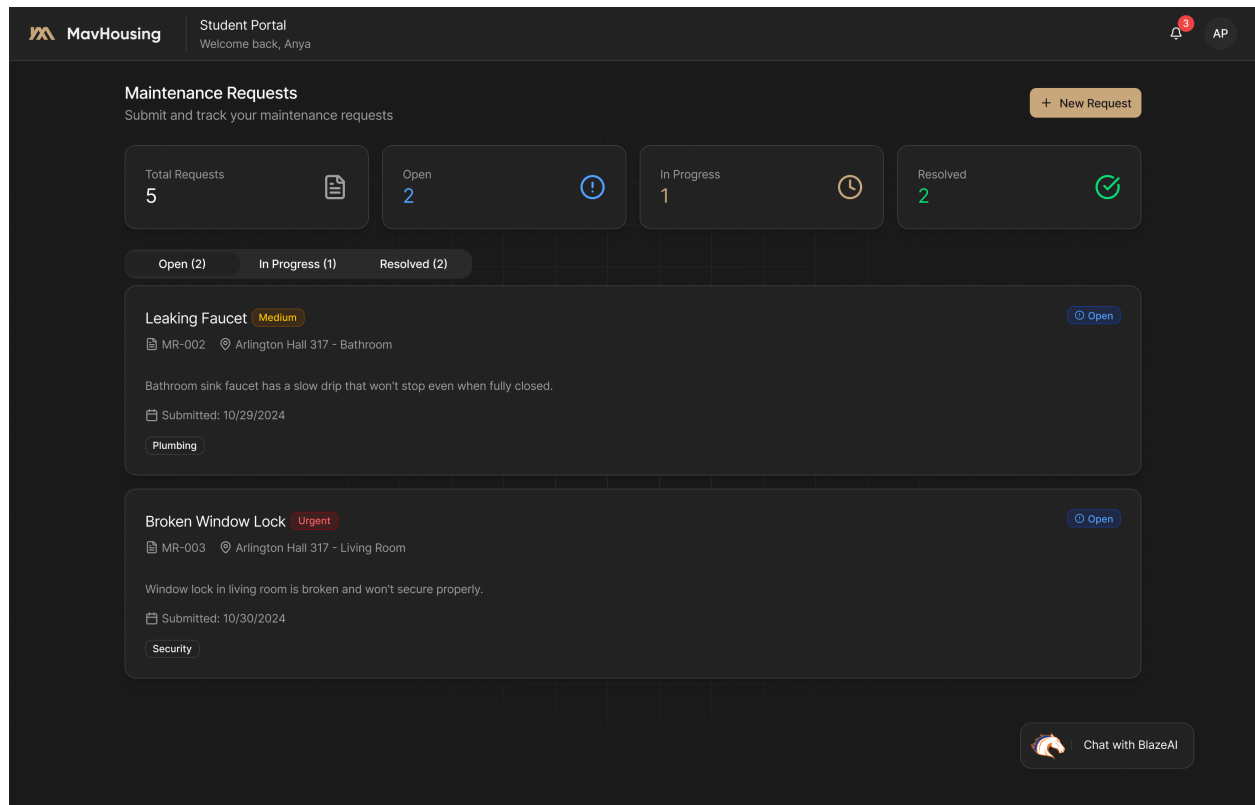 MavHousing
Student Portal
Welcome back, Anya
3
AP
Maintenance Requests
Submit and track your maintenance requests
+ New Request
Total Requests
5
Open
2
In Progress
1
Resolved
2
Open (2)
In Progress (1)
Resolved (2)
Leaking Faucet Medium
Open
MR-002 Arlington Hall 317 - Bathroom
Bathroom sink faucet has a slow drip that won't stop even when fully closed.
Submitted: 10/29/2024
Plumbing
Broken Window Lock Urgent
Open
MR-003 Arlington Hall 317 - Living Room
Window lock in living room is broken and won't secure properly.
Submitted: 10/30/2024
Security
Chat with BlazeAI